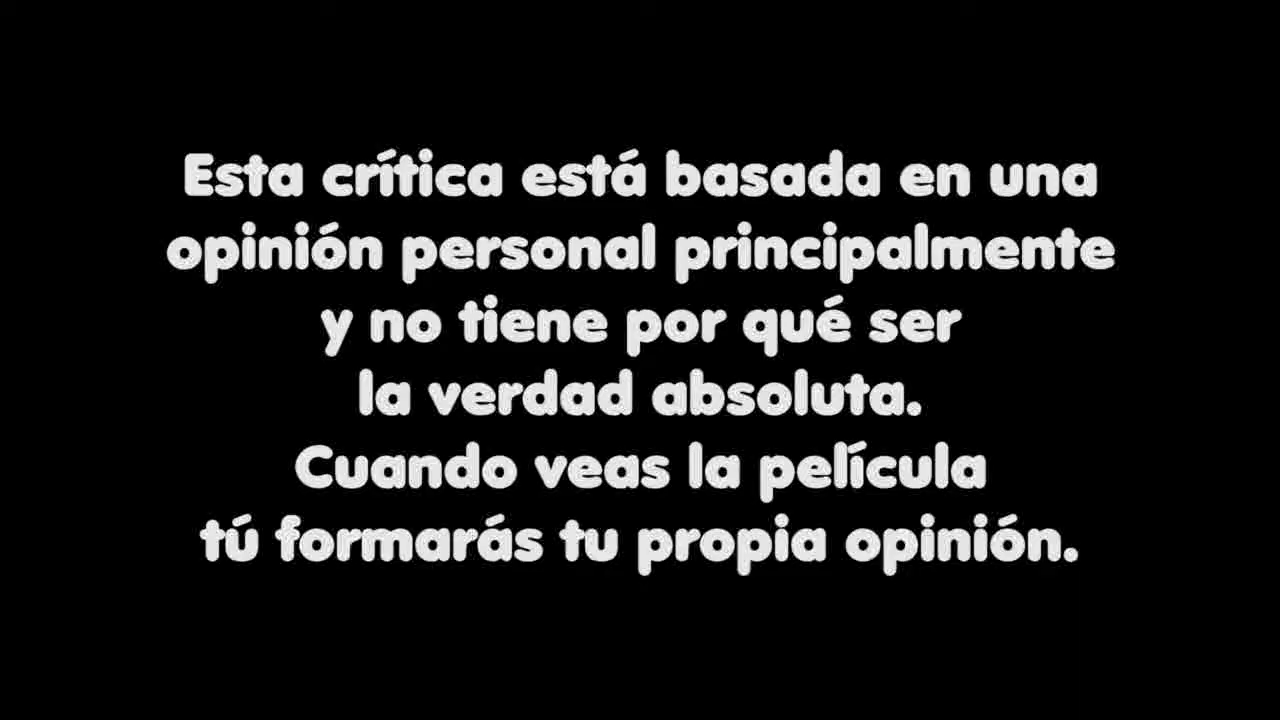 Esta crítica está basada en una
opinión personal principalmente
y no tiene por qué ser
la verdad absoluta.
Cuando veas la película
tú formarás tu propia opinión.